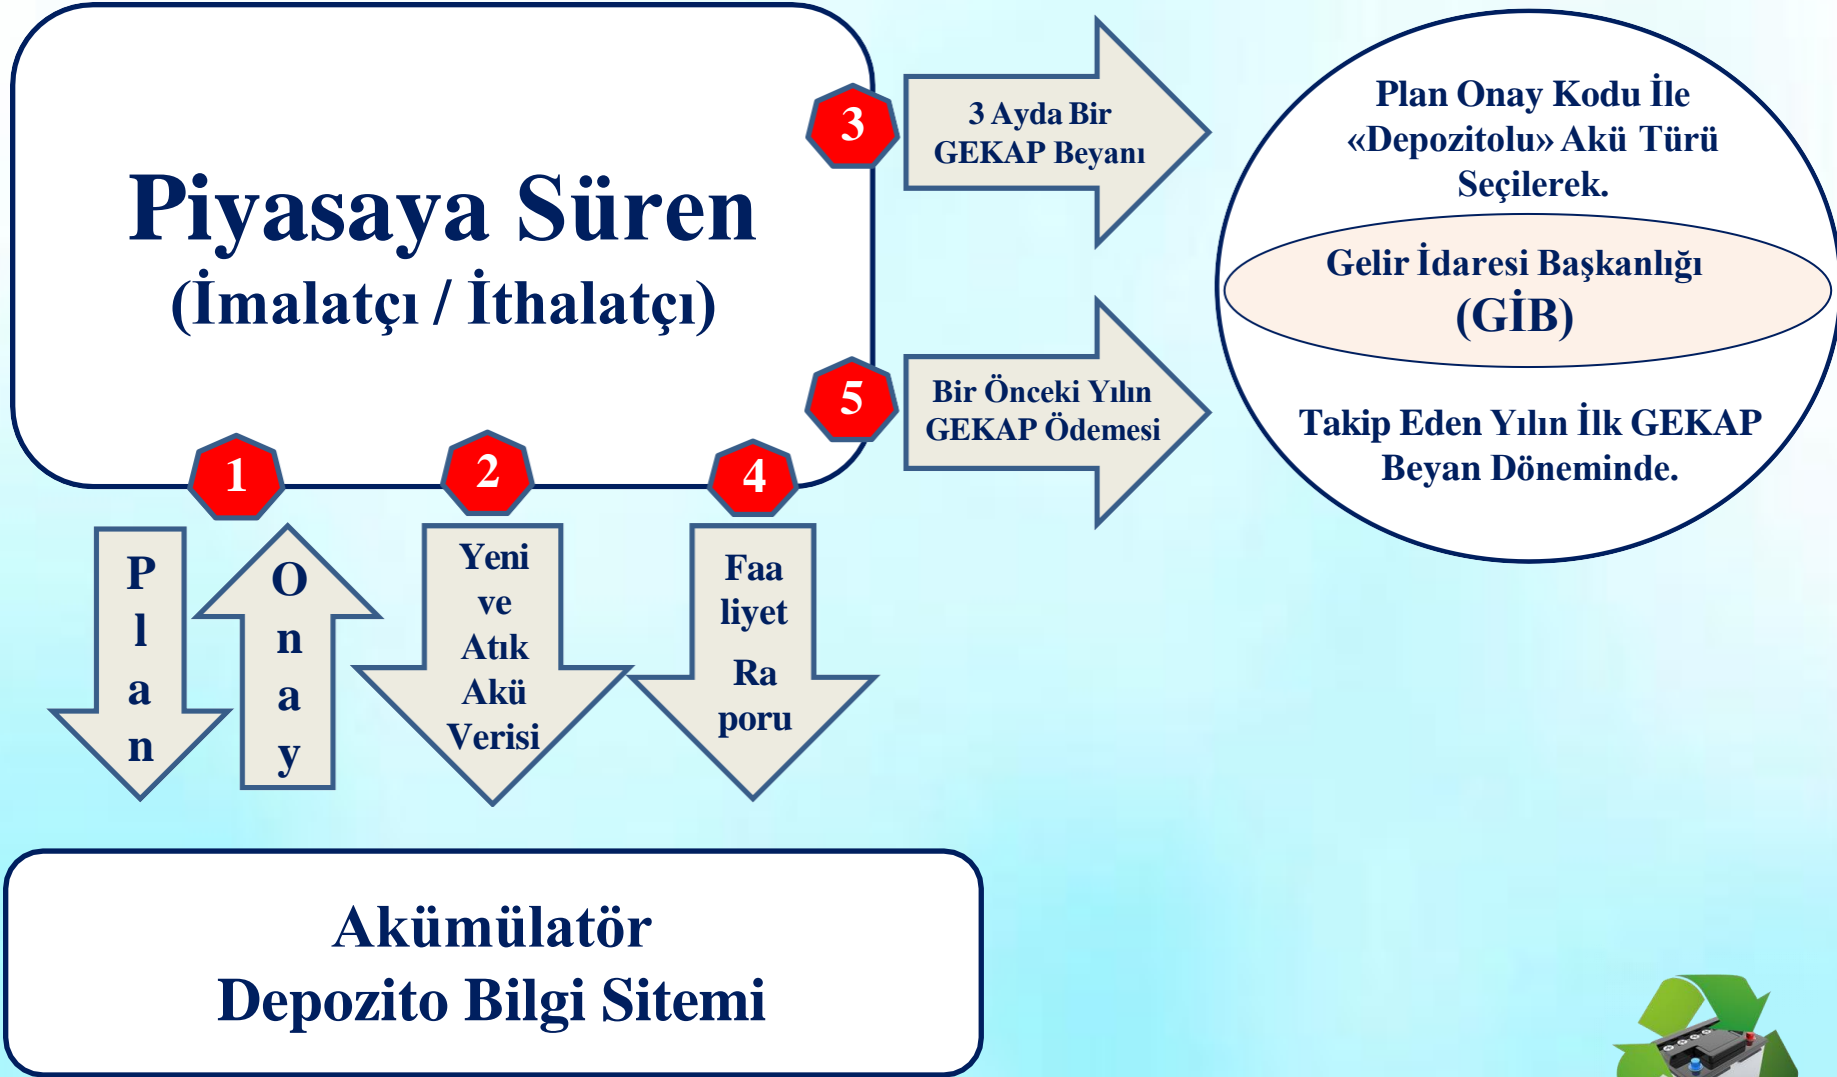 Piyasaya Süren
(İmalatçı / İthalatçı)
3
3 Ayda Bir
GEKAP Beyanı
Plan Onay Kodu İle
«Depozitolu» Akü Türü
Seçilerek.
Gelir İdaresi Başkanlığı
(GİB)
5
Bir Önceki Yılın
GEKAP Ödemesi
Takip Eden Yılın İlk GEKAP
Beyan Döneminde.
1
P
l
a
n
O
n
a
y
2
Yeni
ve
Atık
Akü
Verisi
4
Faa
liyet
Ra
poru
Akümülatör
Depozito Bilgi Sitemi